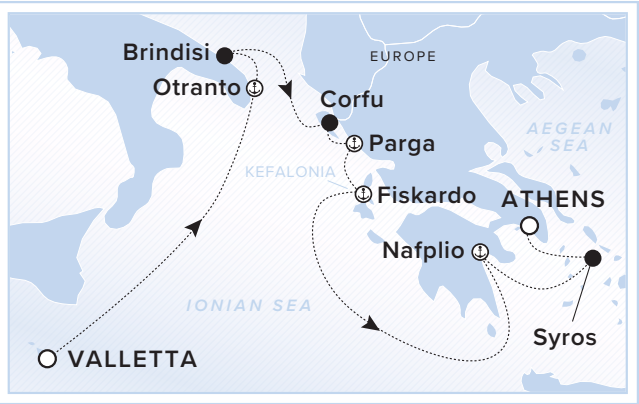 Brindisi
EUROPE
Otranto
Corfu
AEGEAN
SEA
Parga
KEFALONIA
Fiskardo
ATHENS
Nafplio
IONIAN SEA
Syros
VALLETTA